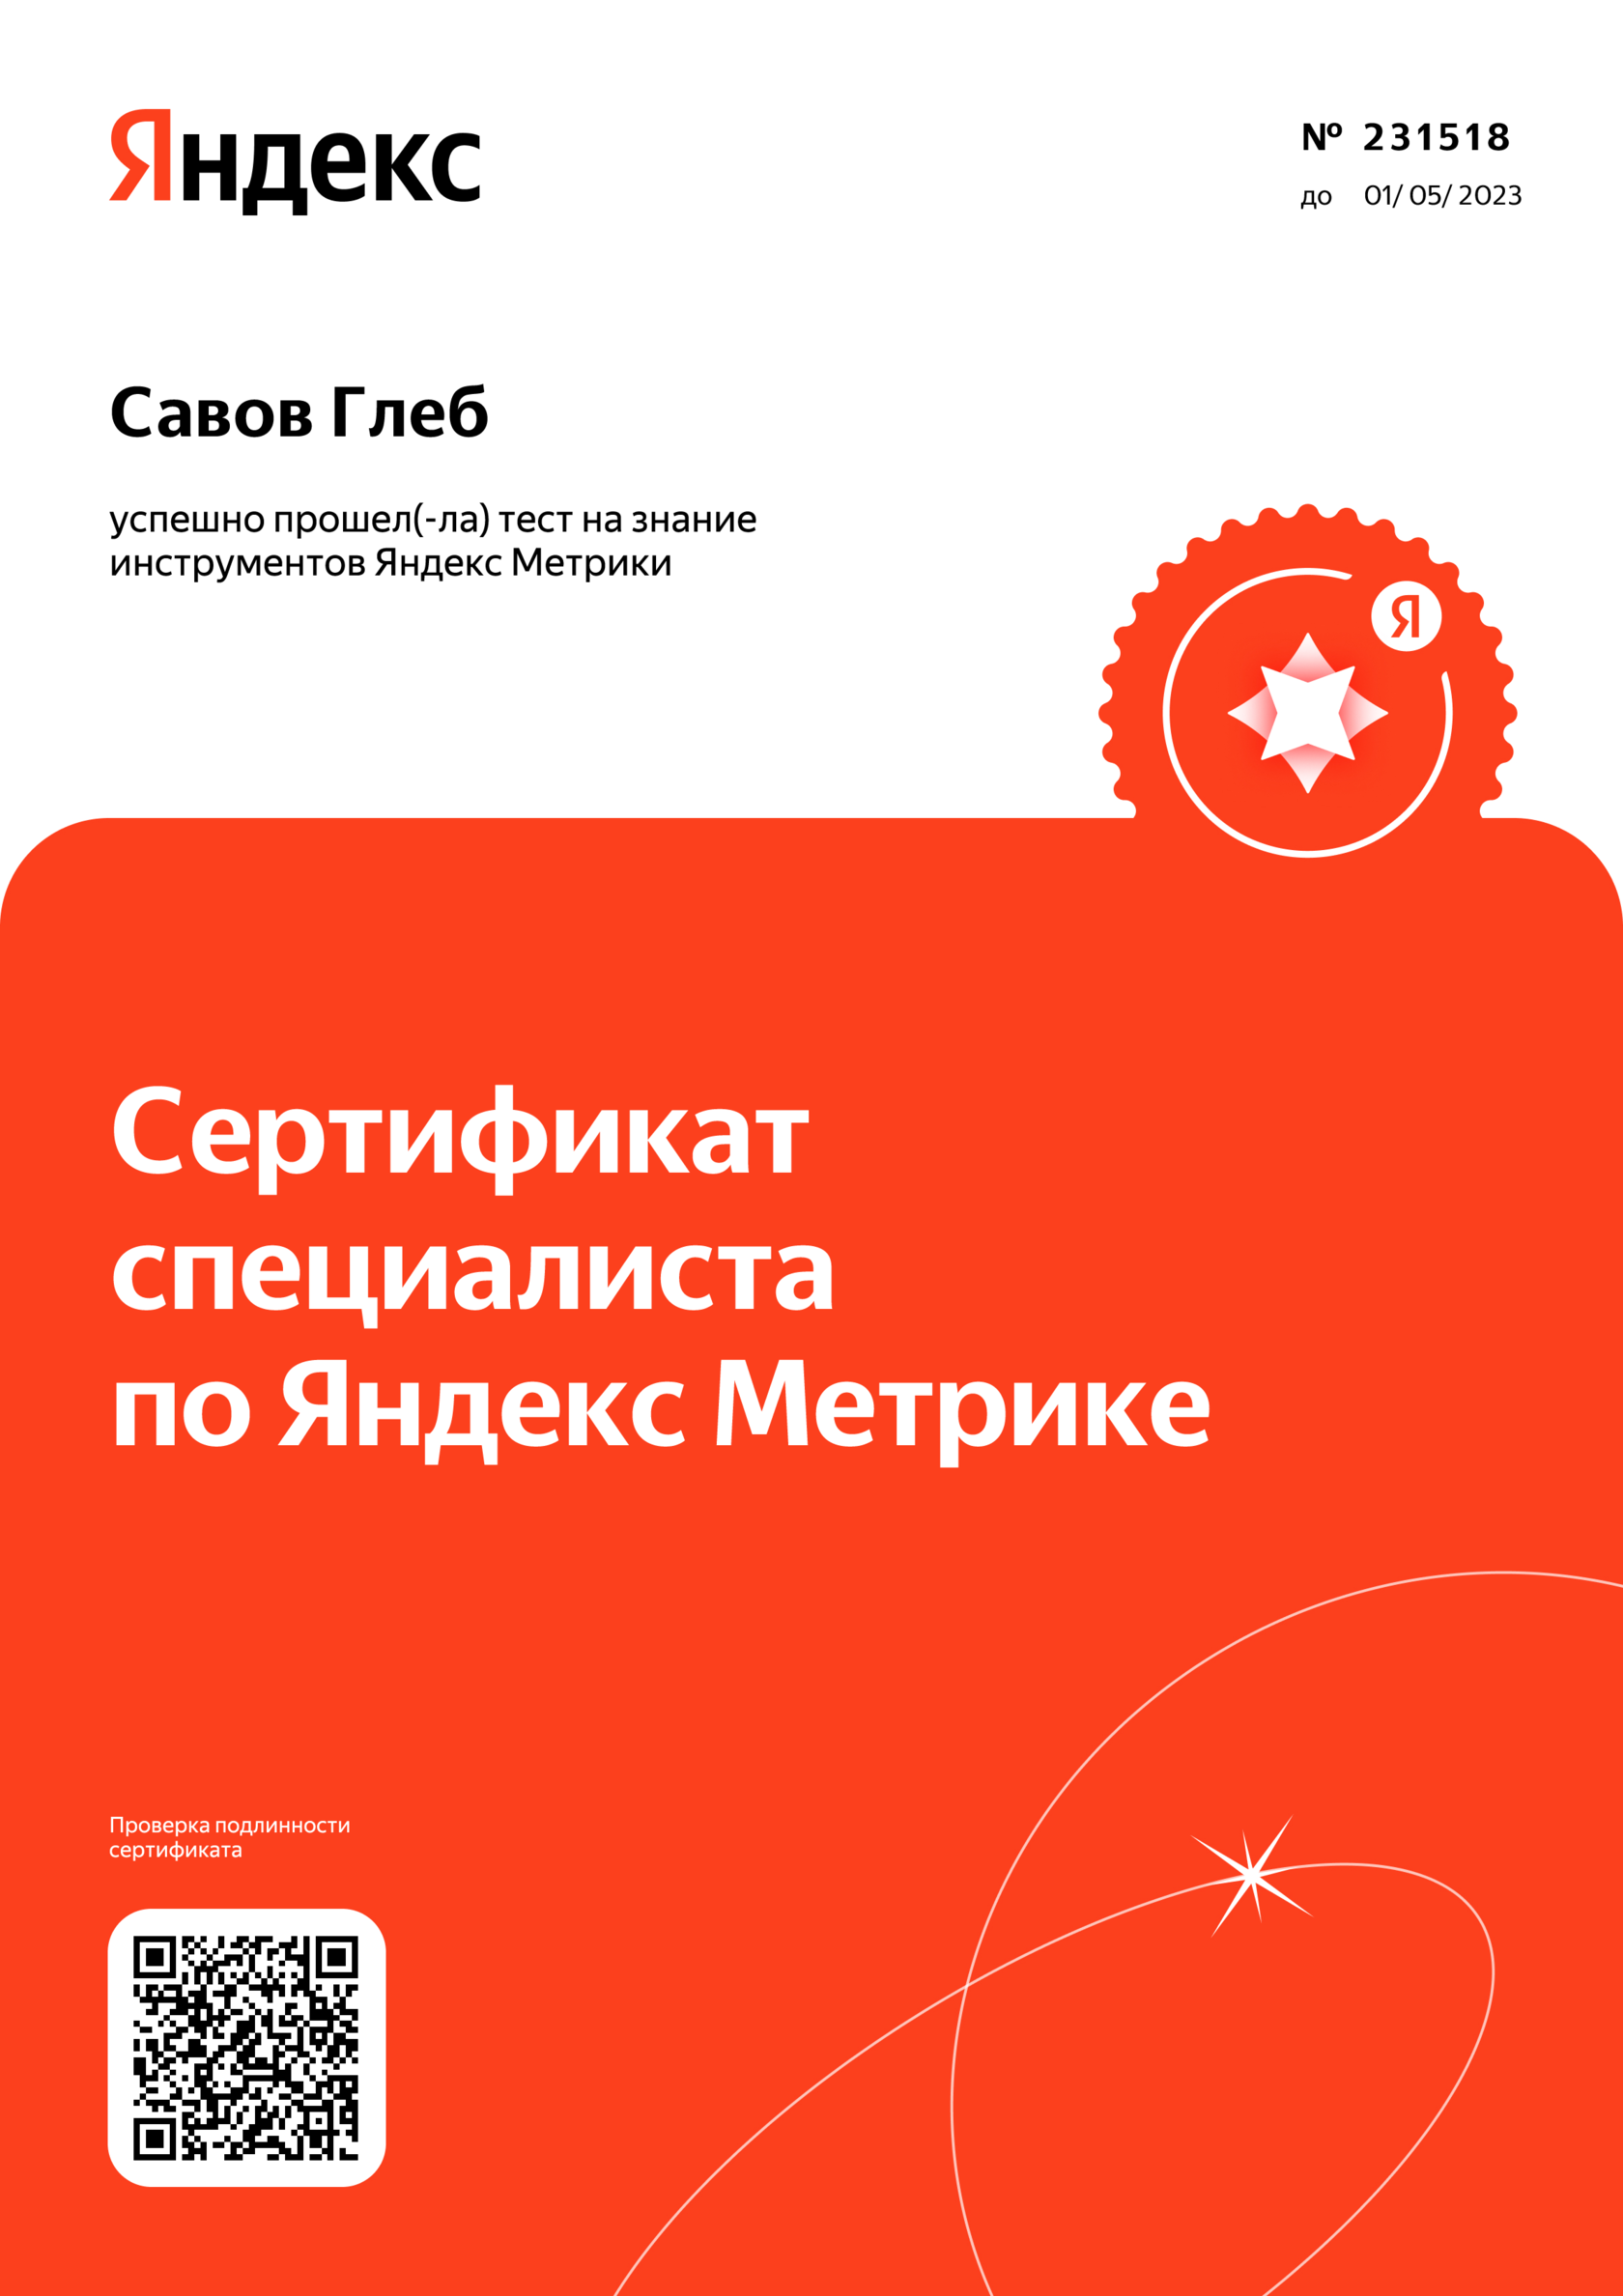 Яндекс
№ 231518
до 01/05/2023
Савов Глеб
успешно прошел(-ла) тест на знание
инструментов Яндекс Метрики
Я
Сертификат
специалиста
по Яндекс Метрике
Проверка подлинности
сертификата